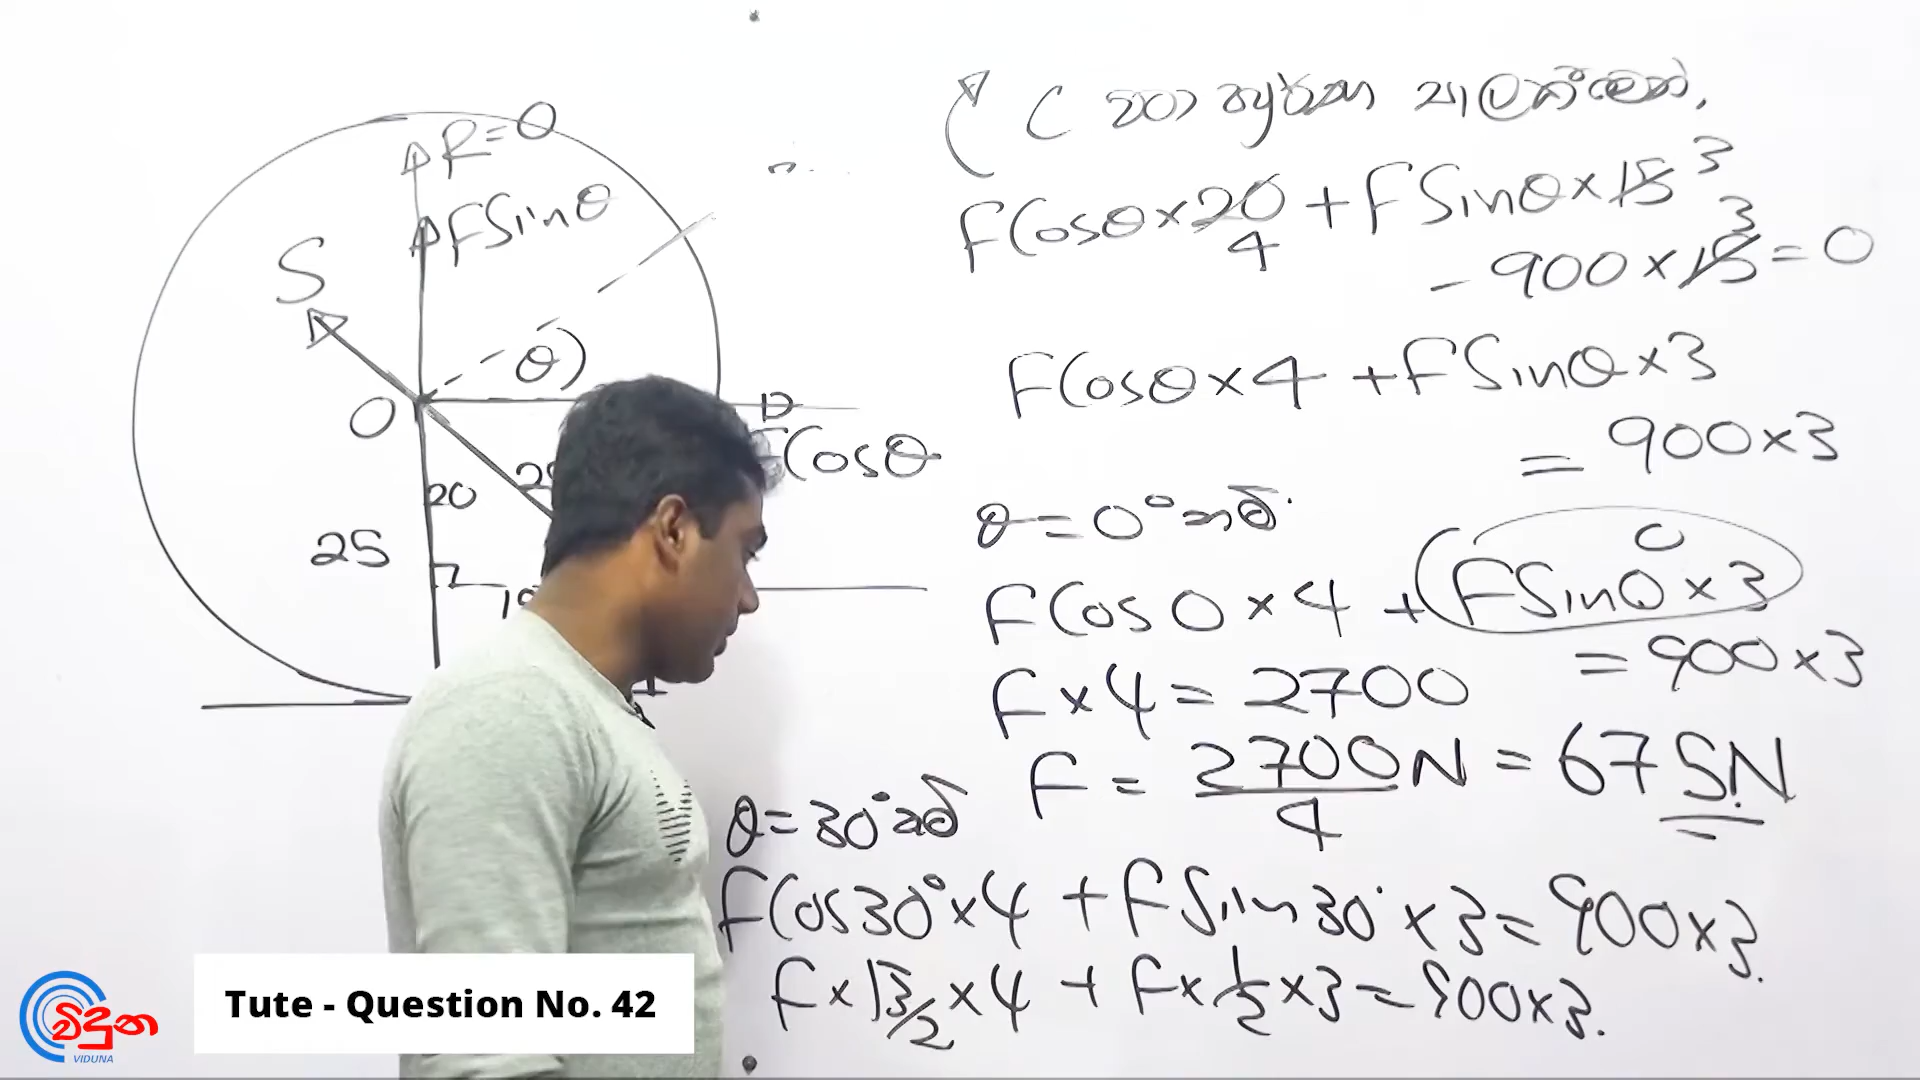 R=0
FSinθ
S
θ
O
Cosθ
20
25
( වටා ඝූර්ණ
FCosθ×20 + FSinθ×15 3
4
- 900×15 3 = 0
FCosθ×4 + FSinθ×3
= 900×3
θ=0° නම්
FCos0×4 + (FSin0×3 0
= 900×3
F×4 = 2700
F = 2700N/4 = 675N
θ=30° නම්
FCos30°×4 + FSin30°×3=900×3.
F×√3/2×4 + F×1/2×3=900×3.
Tute - Question No. 42
විදුන
VIDUNA